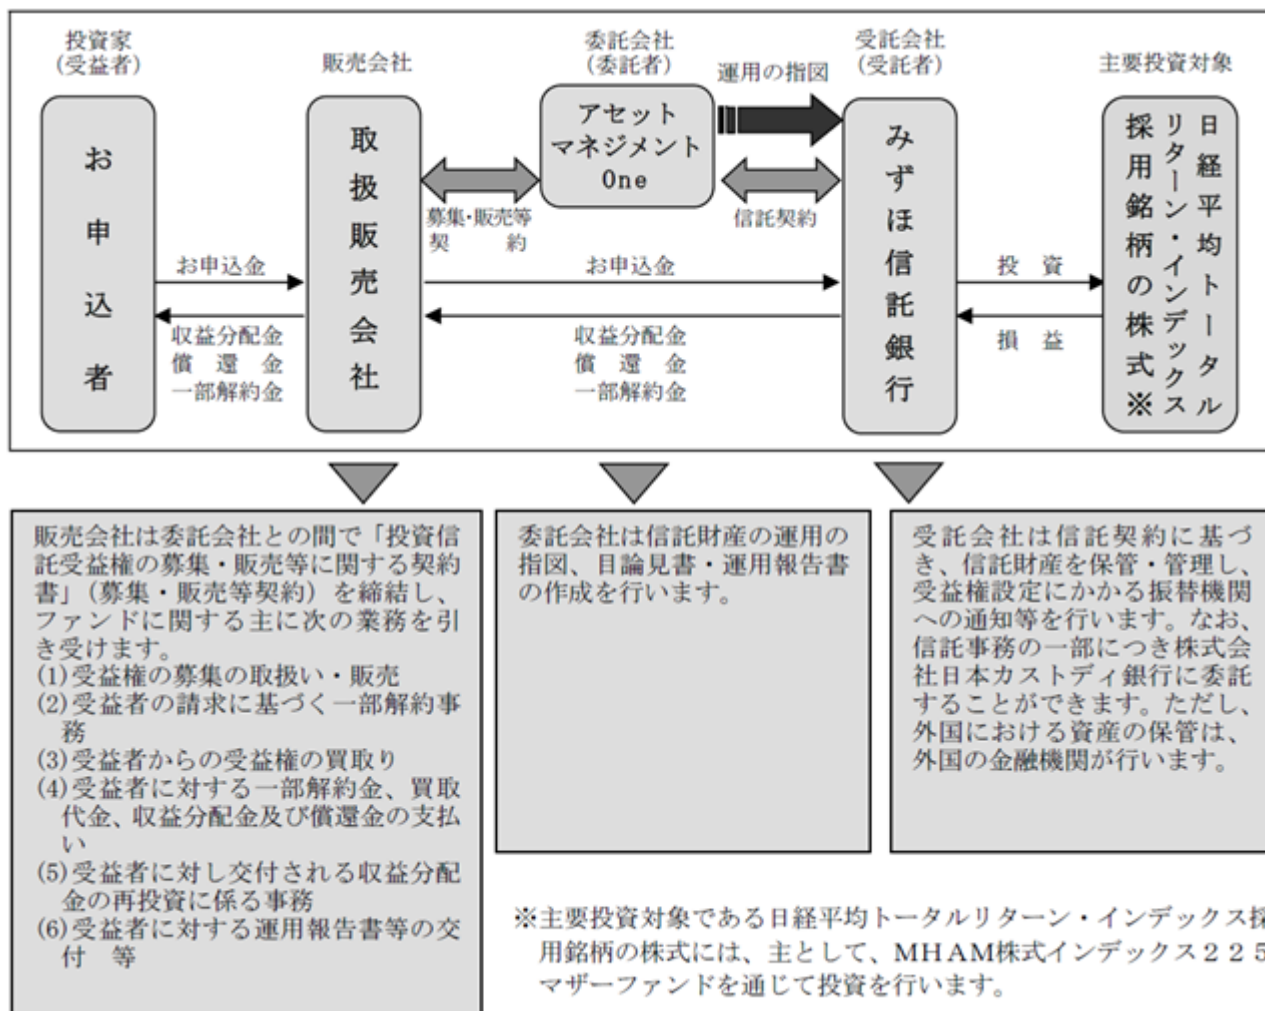 投資家
(受益者)
販売会社
委託会社
(委託者)
運用の指図
受託会社
(受託者)
主要投資対象
お申込者
取扱販売会社
アセット
マネジメント
One
みずほ信託銀行
日経平均トータル
リターン・インデックス
採用銘柄の株式※
募集・販売等
契　　約
信託契約
お申込金
お申込金
投　資
収益分配金
償　還　金
一部解約金
収益分配金
償　還　金
一部解約金
損　益
販売会社は委託会社との間で「投資信
託受益権の募集・販売等に関する契約
書」(募集・販売等契約)を締結し、
ファンドに関する主に次の業務を引
き受けます。
(1)受益権の募集の取扱い・販売
(2)受益者の請求に基づく一部解約事
務
(3)受益者からの受益権の買取り
(4)受益者に対する一部解約金、買取
代金、収益分配金及び償還金の支払
い
(5)受益者に対し交付される収益分配
金の再投資に係る事務
(6)受益者に対する運用報告書等の交
付　等
委託会社は信託財産の運用の
指図、目論見書・運用報告書
の作成を行います。
受託会社は信託契約に基づ
き、信託財産を保管・管理し、
受益権設定にかかる振替機関
への通知等を行います。なお、
信託事務の一部につき株式会
社日本カストディ銀行に委託
することができます。ただし、
外国における資産の保管は、
外国の金融機関が行います。
※主要投資対象である日経平均トータルリターン・インデックス採
用銘柄の株式には、主として、MHAM株式インデックス225
マザーファンドを通じて投資を行います。